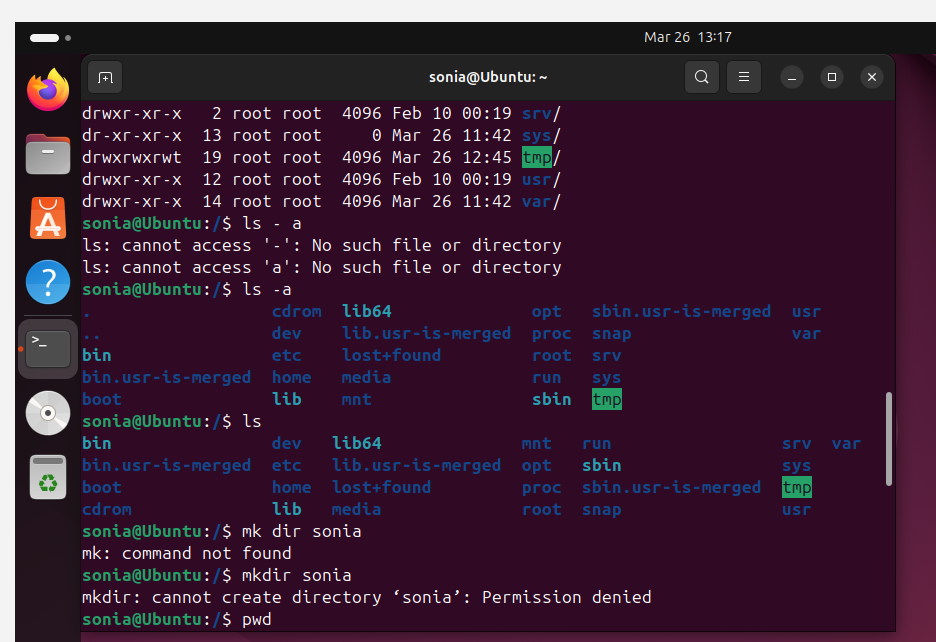 Mar 26 13:17
sonia@Ubuntu: ~
drwxr-xr-x   2 root root  4096 Feb 10 00:19 srv/
dr-xr-xr-x  13 root root     0 Mar 26 11:42 sys/
drwxrwxrwt  19 root root  4096 Mar 26 12:45 tmp/
drwxr-xr-x  12 root root  4096 Feb 10 00:19 usr/
drwxr-xr-x  14 root root  4096 Mar 26 11:42 var/
sonia@Ubuntu:/$ ls - a
ls: cannot access '-': No such file or directory
ls: cannot access 'a': No such file or directory
sonia@Ubuntu:/$ ls -a
.                  cdrom  lib64              opt   sbin.usr-is-merged  usr
..                 dev    lib.usr-is-merged  proc  snap                var
bin                etc    lost+found         root  srv
bin.usr-is-merged  home   media              run   sys
boot               lib    mnt                sbin  tmp
sonia@Ubuntu:/$ ls
bin                dev   lib64              mnt   run                 srv  var
bin.usr-is-merged  etc   lib.usr-is-merged  opt   sbin                sys
boot               home  lost+found         proc  sbin.usr-is-merged  tmp
cdrom              lib   media              root  snap                usr
sonia@Ubuntu:/$ mk dir sonia
mk: command not found
sonia@Ubuntu:/$ mkdir sonia
mkdir: cannot create directory ‘sonia’: Permission denied
sonia@Ubuntu:/$ pwd